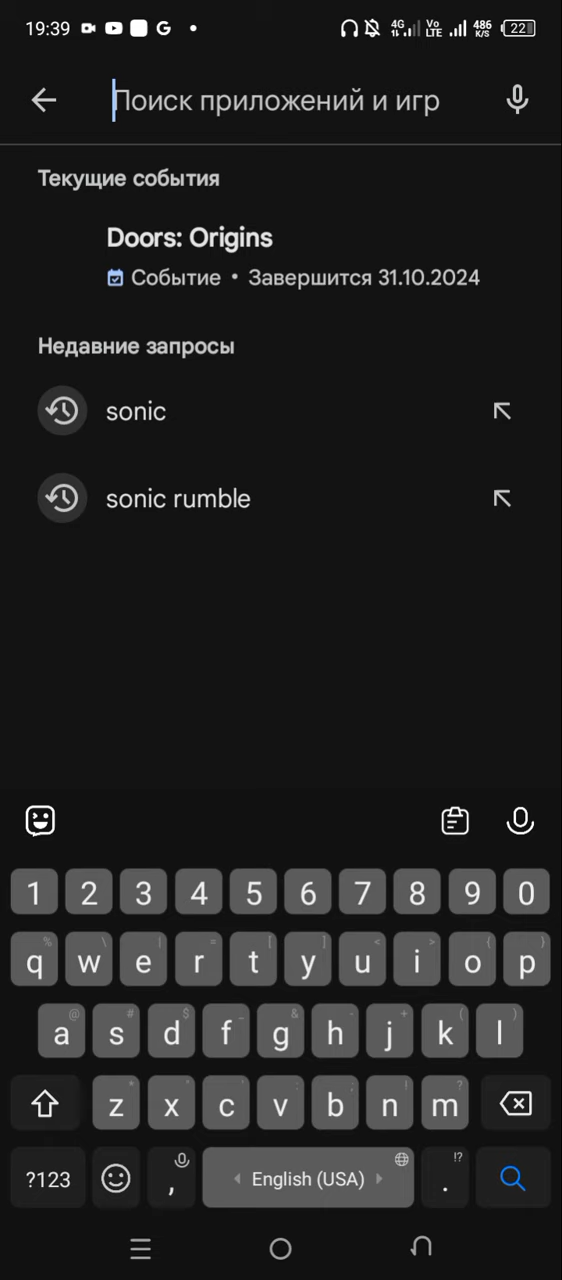 19:39 4G Vo LTE 486 K/S 22
Поиск приложений и игр
Текущие события
Doors: Origins
Событие • Завершится 31.10.2024
Недавние запросы
sonic
sonic rumble
1 2 3 4 5 6 7 8 9 0
q w e r t y u i o p
a s d f g h j k l
z x c v b n m
?123 , English (USA) . !?